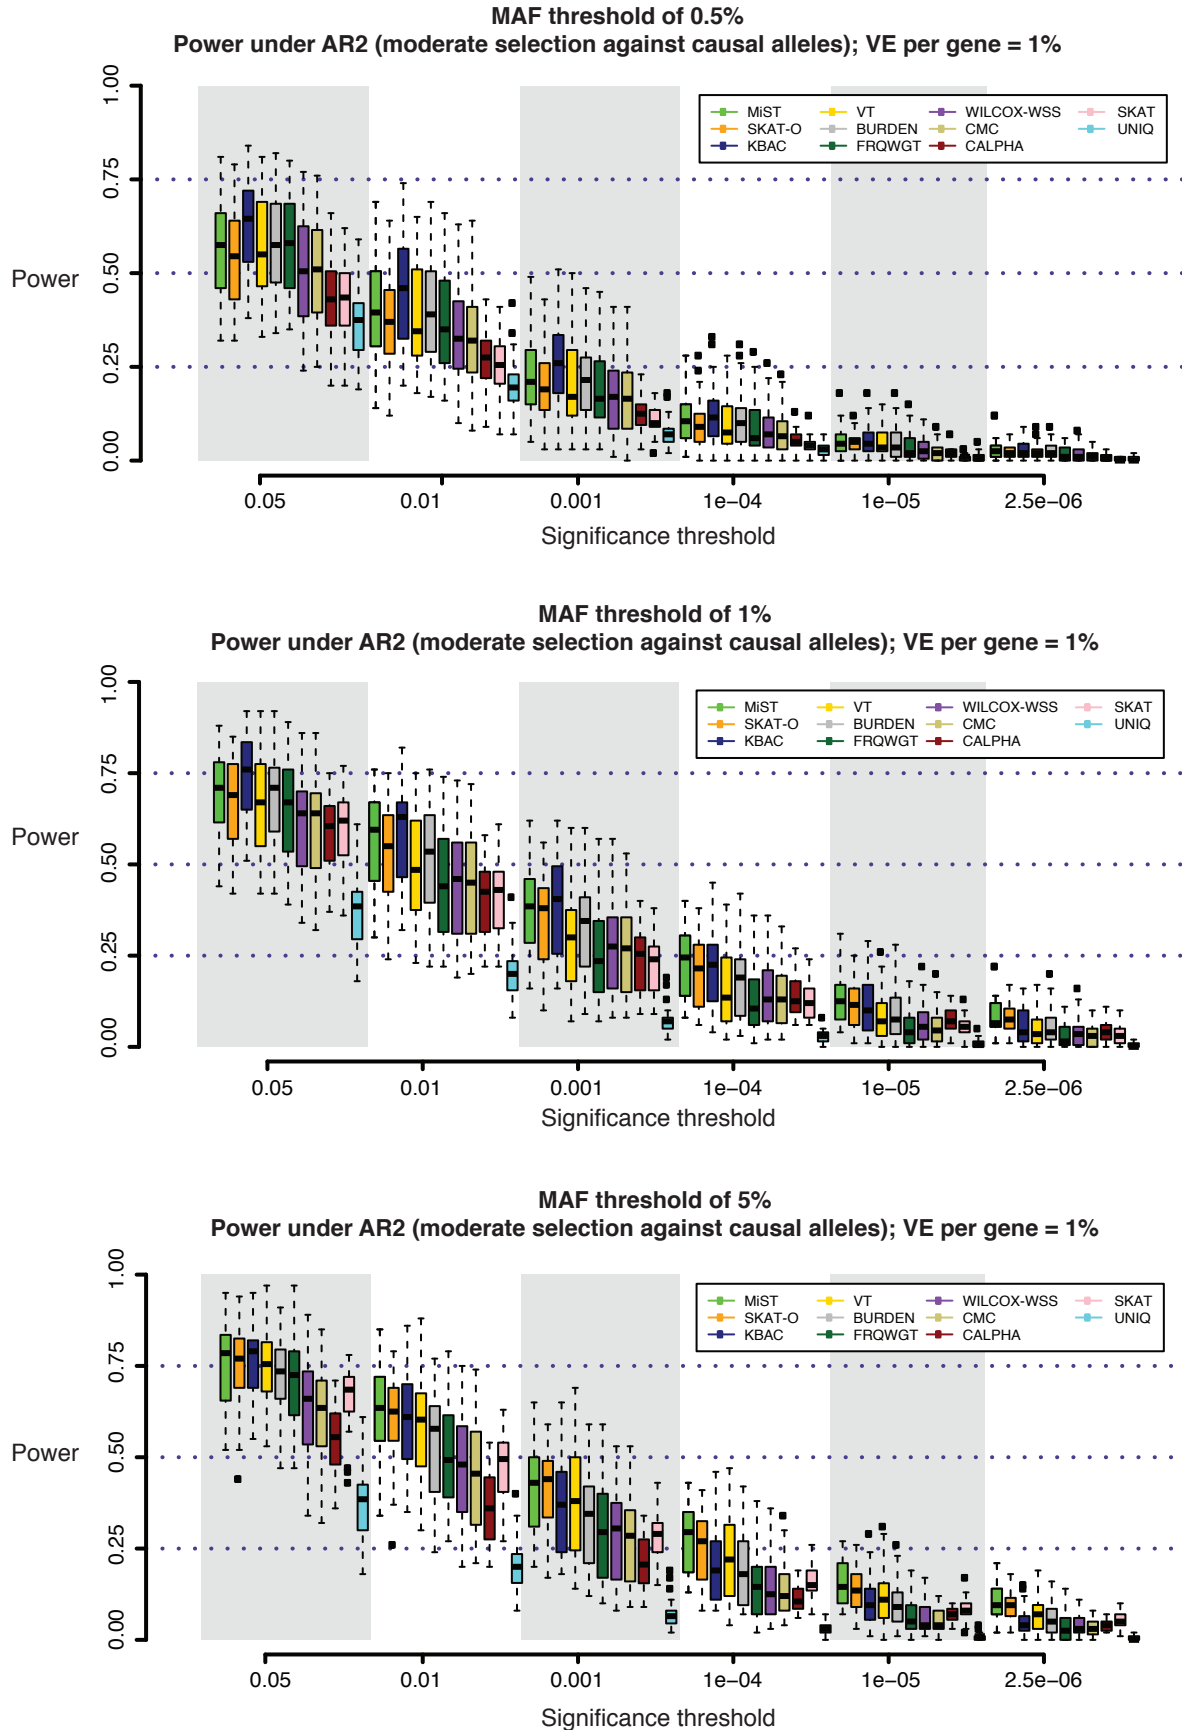 MAF threshold of 0.5%
Power under AR2 (moderate selection against causal alleles); VE per gene = 1%
1.00
0.75
0.50
0.25
0.00
Power
MiST VT WILCOX-WSS SKAT
SKAT-O BURDEN CMC UNIQ
KBAC FRQWGT CALPHA
0.05 0.01 0.001 1e-04 1e-05 2.5e-06
Significance threshold
MAF threshold of 1%
Power under AR2 (moderate selection against causal alleles); VE per gene = 1%
1.00
0.75
0.50
0.25
0.00
Power
MiST VT WILCOX-WSS SKAT
SKAT-O BURDEN CMC UNIQ
KBAC FRQWGT CALPHA
0.05 0.01 0.001 1e-04 1e-05 2.5e-06
Significance threshold
MAF threshold of 5%
Power under AR2 (moderate selection against causal alleles); VE per gene = 1%
1.00
0.75
0.50
0.25
0.00
Power
MiST VT WILCOX-WSS SKAT
SKAT-O BURDEN CMC UNIQ
KBAC FRQWGT CALPHA
0.05 0.01 0.001 1e-04 1e-05 2.5e-06
Significance threshold